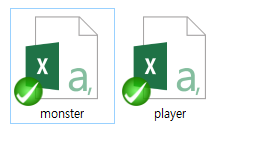 X a, X a,
monster player